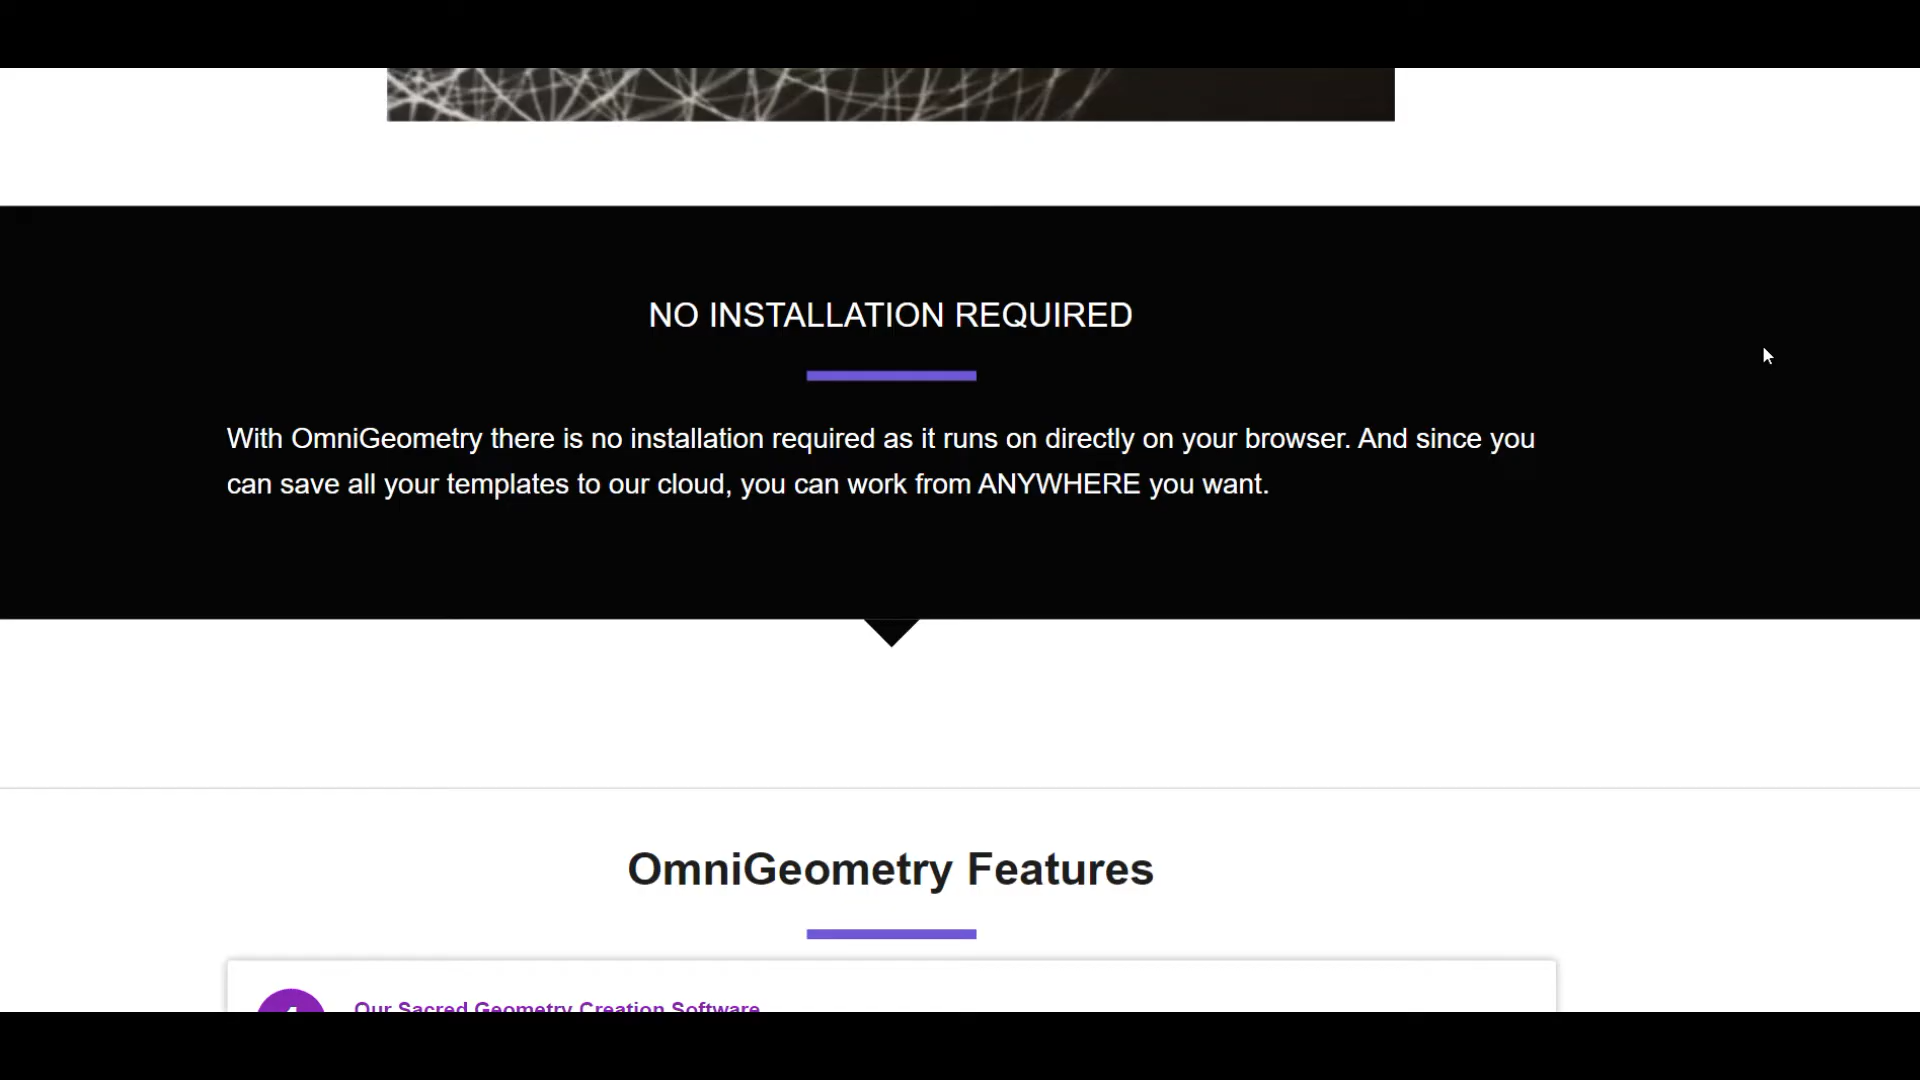 NO INSTALLATION REQUIRED
With OmniGeometry there is no installation required as it runs on directly on your browser. And since you
can save all your templates to our cloud, you can work from ANYWHERE you want.
OmniGeometry Features
Our Sacred Geometry Creation Software